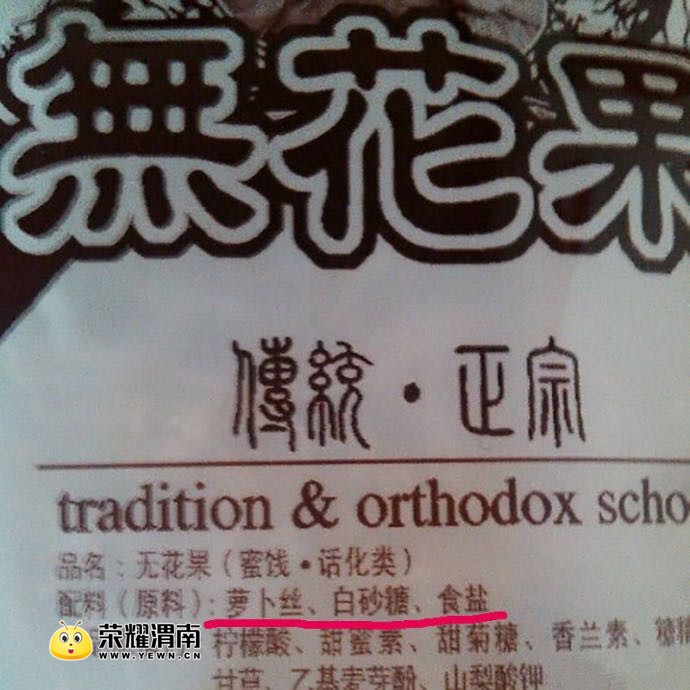 無花果
傳統·正宗
tradition & orthodox scho
品名：无花果（蜜饯·话化类）
配料（原料）：萝卜丝、白砂糖、食盐
柠檬酸、甜蜜素、甜菊糖、香兰素、糖精
甘草、乙基麦芽酚、山梨酸钾
荣耀渭南
WWW.YEWN.CN